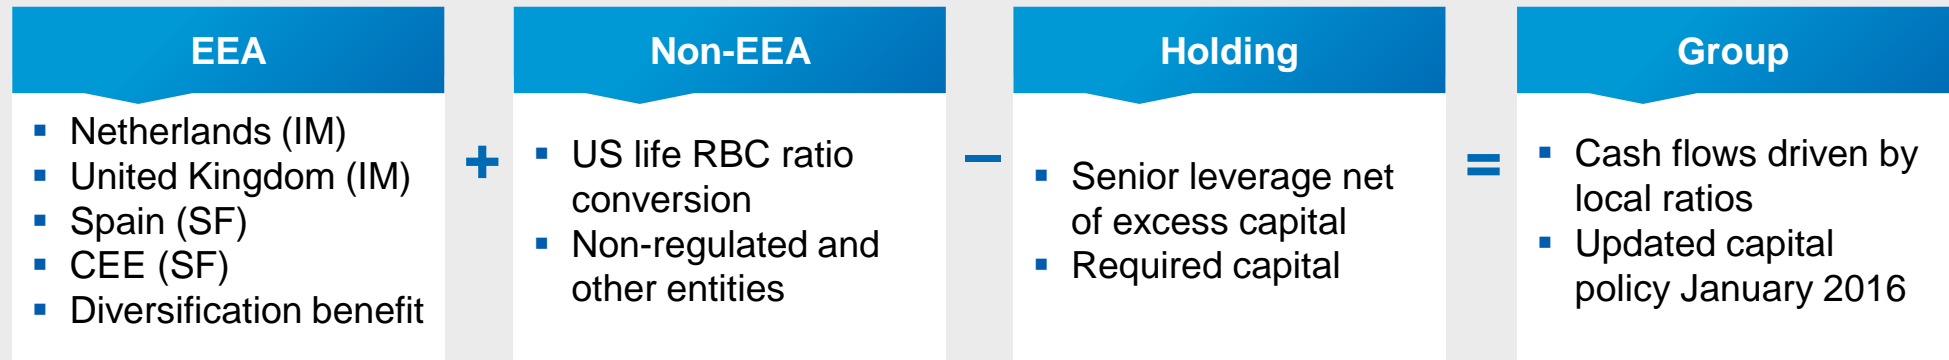 EEA
▪ Netherlands (IM)
▪ United Kingdom (IM)
▪ Spain (SF)
▪ CEE (SF)
▪ Diversification benefit
+
Non-EEA
▪ US life RBC ratio
conversion
▪ Non-regulated and
other entities
–
Holding
▪ Senior leverage net
of excess capital
▪ Required capital
=
Group
▪ Cash flows driven by
local ratios
▪ Updated capital
policy January 2016